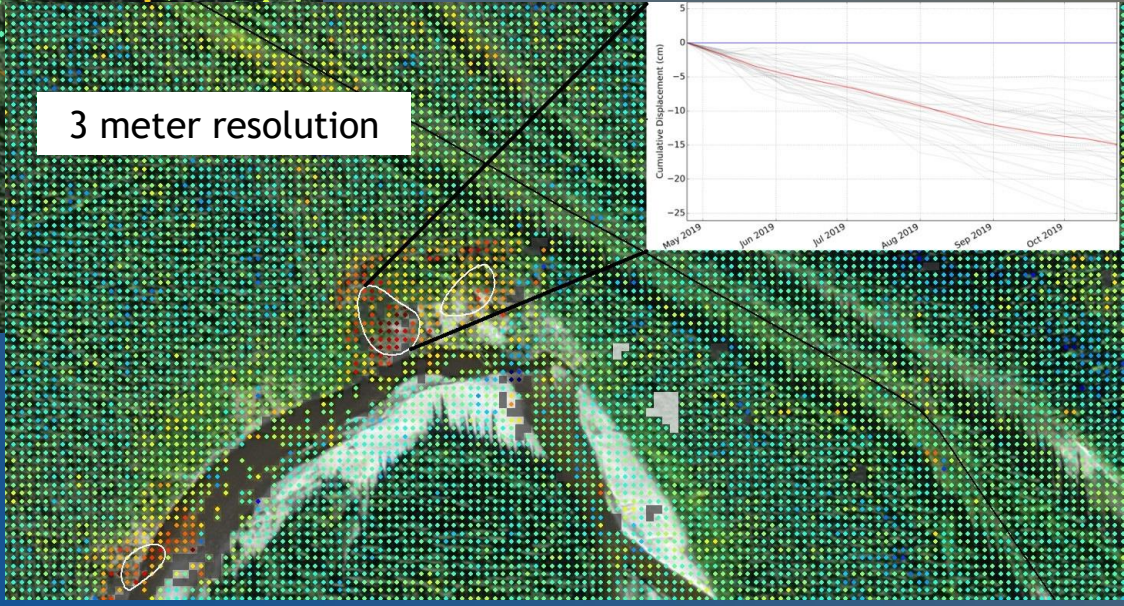 3 meter resolution
Cumulative Displacement (cm)
5
0
−5
−10
−15
−20
−25
May 2019
Jun 2019
Jul 2019
Aug 2019
Sep 2019
Oct 2019